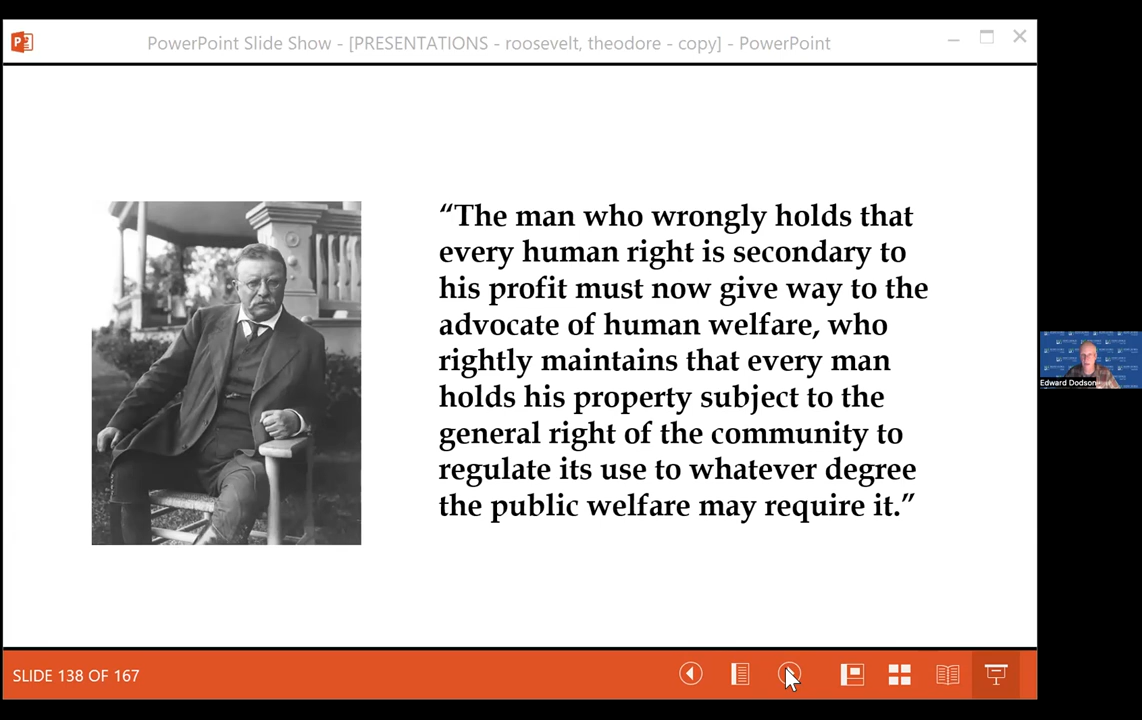 PowerPoint Slide Show - [PRESENTATIONS - roosevelt, theodore - copy] - PowerPoint
“The man who wrongly holds that
every human right is secondary to
his profit must now give way to the
advocate of human welfare, who
rightly maintains that every man
holds his property subject to the
general right of the community to
regulate its use to whatever degree
the public welfare may require it.”
Edward Dodson
SLIDE 138 OF 167